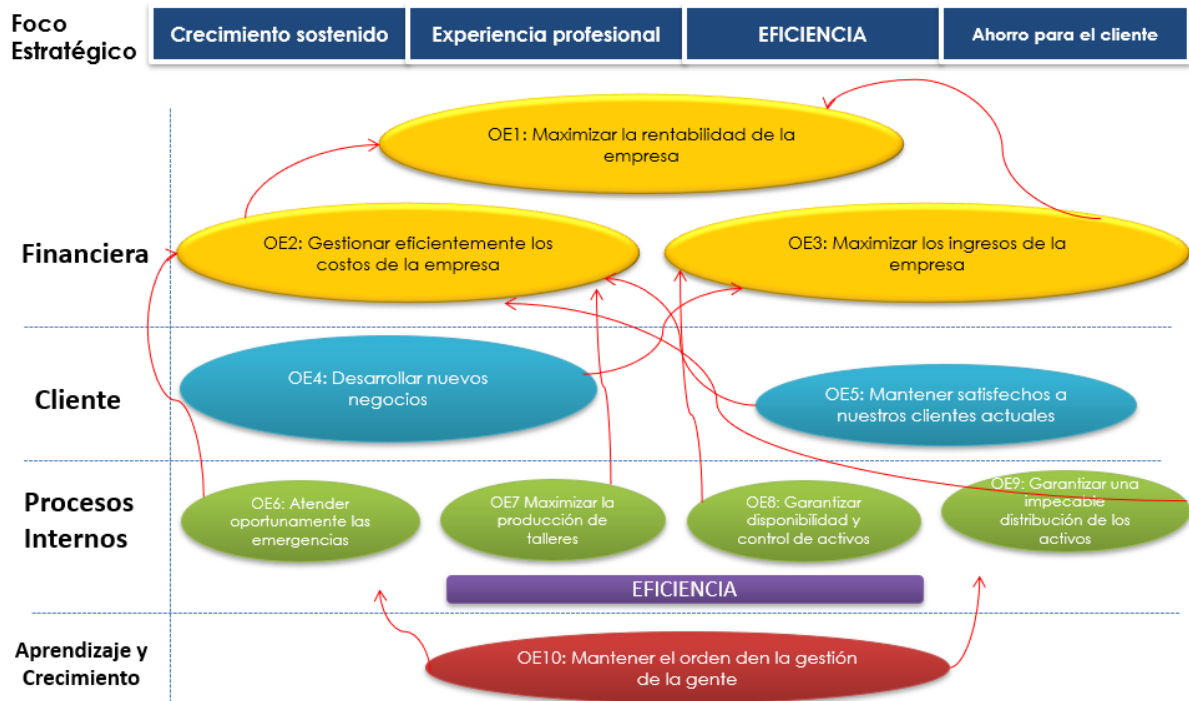 Foco
Estratégico
Crecimiento sostenido
Experiencia profesional
EFICIENCIA
Ahorro para el cliente
OE1: Maximizar la rentabilidad de la
empresa
Financiera
OE2: Gestionar eficientemente los
costos de la empresa
OE3: Maximizar los ingresos de la
empresa
Cliente
OE4: Desarrollar nuevos
negocios
OE5: Mantener satisfechos a
nuestros clientes actuales
Procesos
Internos
OE6: Atender
oportunamente las
emergencias
OE7 Maximizar la
producción de
talleres
OE8: Garantizar
disponibilidad y
control de activos
OE9: Garantizar una
impecable
distribución de los
activos
EFICIENCIA
Aprendizaje y
Crecimiento
OE10: Mantener el orden den la gestión
de la gente